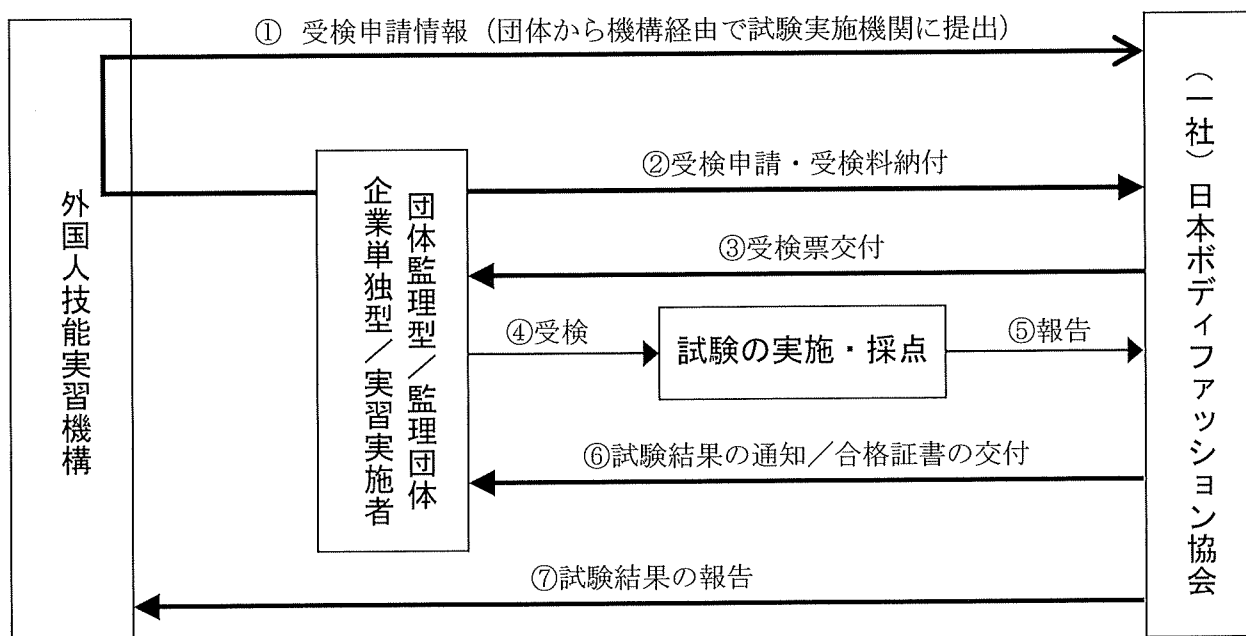 ① 受検申請情報（団体から機構経由で試験実施機関に提出）
外国人技能実習機構
団体監理型／監理団体
企業単独型／実習実施者
（一社）日本ボディファッション協会
②受検申請・受検料納付
③受検票交付
④受検
試験の実施・採点
⑤報告
⑥試験結果の通知／合格証書の交付
⑦試験結果の報告